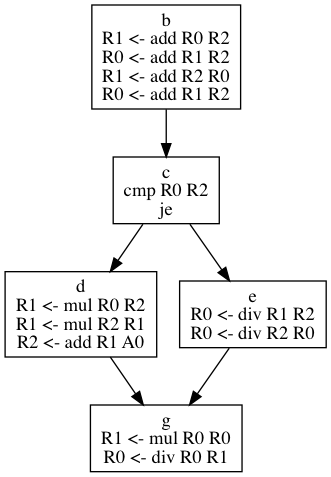 b
R1 <- add R0 R2
R0 <- add R1 R2
R1 <- add R2 R0
R0 <- add R1 R2
c
cmp R0 R2
je
d
R1 <- mul R0 R2
R1 <- mul R2 R1
R2 <- add R1 A0
e
R0 <- div R1 R2
R0 <- div R2 R0
g
R1 <- mul R0 R0
R0 <- div R0 R1